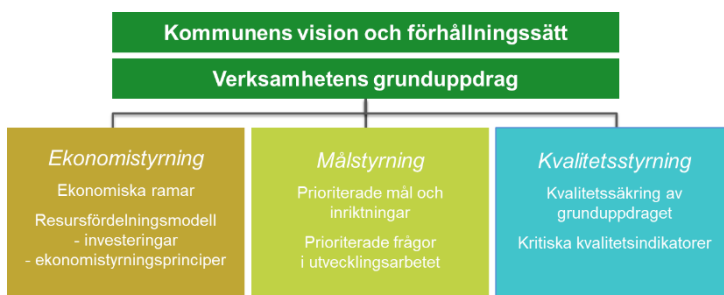 Kommunens vision och förhållningssätt
Verksamhetens grunduppdrag
Ekonomistyrning
Ekonomiska ramar
Resursfördelningsmodell
- investeringar
- ekonomistyrningsprinciper
Målstyrning
Prioriterade mål och
inriktningar
Prioriterade frågor
i utvecklingsarbetet
Kvalitetsstyrning
Kvalitetssäkring av
grunduppdraget
Kritiska kvalitetsindikatorer